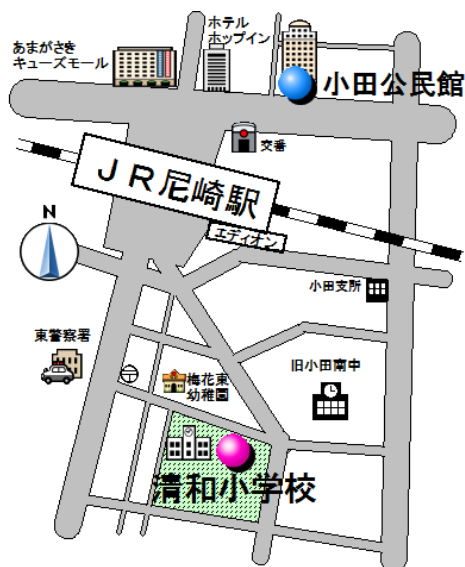 ホテル
ホップイン
あまがさき
キューズモール
小田公民館
交番
JR尼崎駅
エディオン
N
小田支所
東警察署
梅花東
幼稚園
旧小田南中
清和小学校